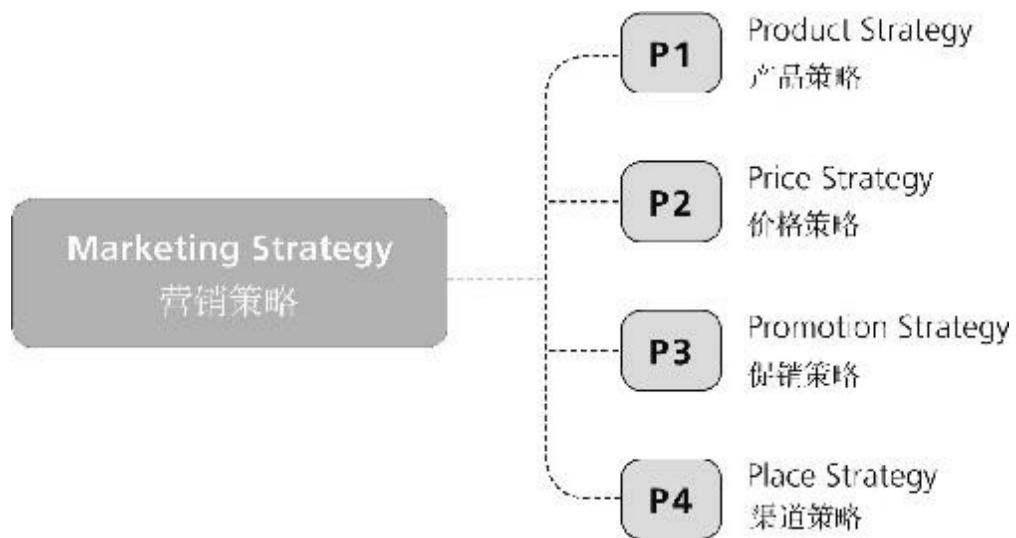 Marketing Strategy
营销策略
P1
Product Strategy
产品策略
P2
Price Strategy
价格策略
P3
Promotion Strategy
促销策略
P4
Place Strategy
渠道策略